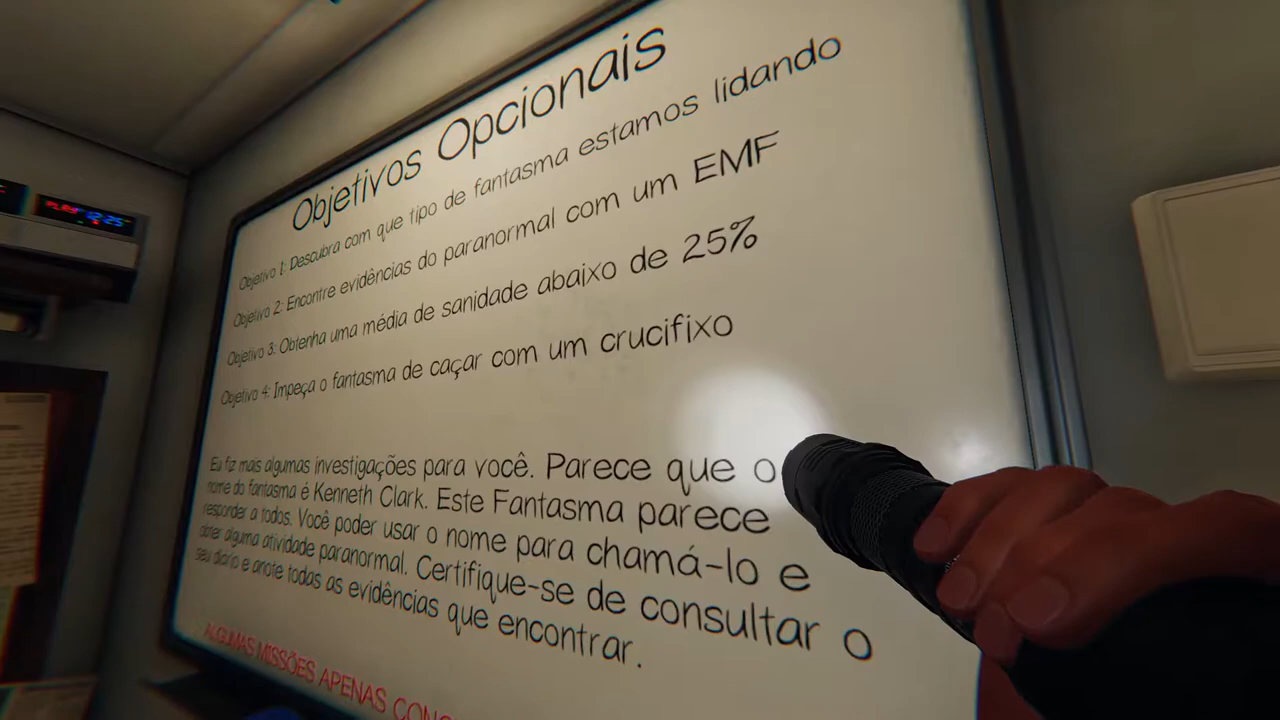 Objetivos Opcionais
Objetivo 1: Descubra com que tipo de fantasma estamos lidando
Objetivo 2: Encontre evidências do paranormal com um EMF
Objetivo 3: Obtenha uma média de sanidade abaixo de 25%
Objetivo 4: Impeça o fantasma de caçar com um crucifixo
Eu fiz mais algumas investigações para você. Parece que o
nome do fantasma é Kenneth Clark. Este Fantasma parece
responder a todos. Você poder usar o nome para chamá-lo e
obter alguma atividade paranormal. Certifique-se de consultar o
seu diário e anote todas as evidências que encontrar.
ALGUMAS MISSÕES APENAS
PLAY 12:25